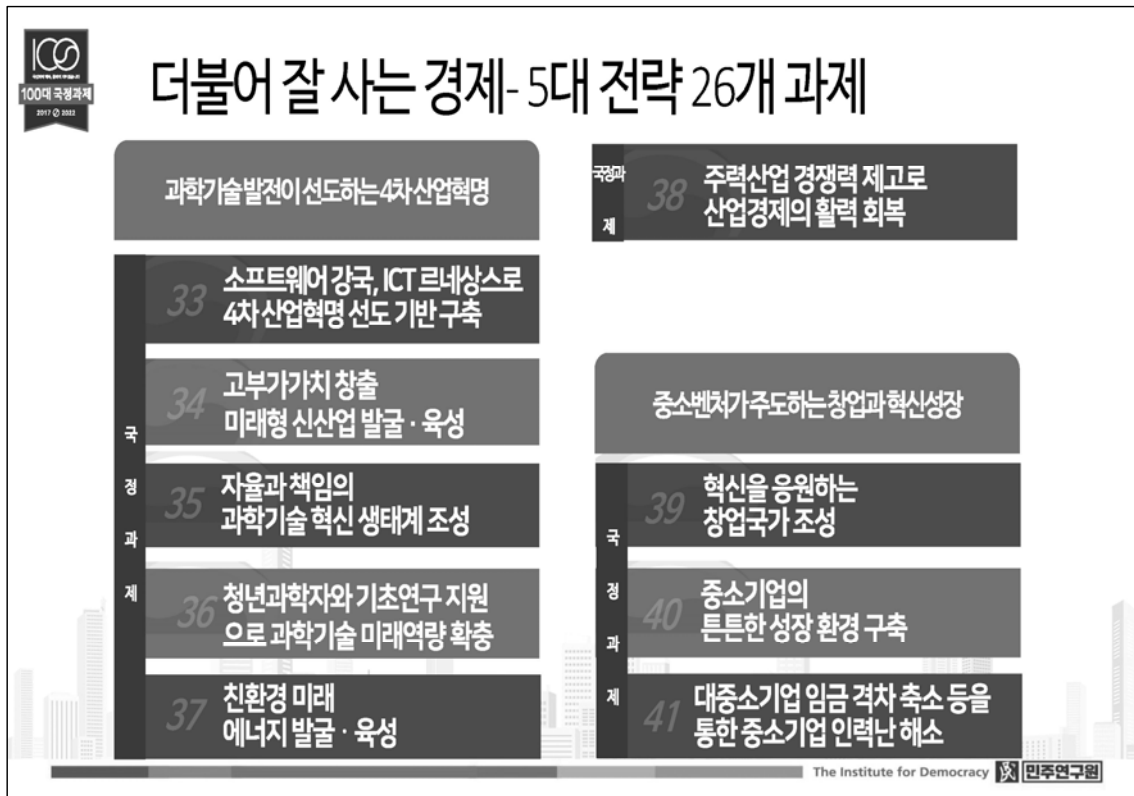 100대 국정과제
2017 2022
더불어 잘 사는 경제- 5대 전략 26개 과제
과학기술 발전이 선도하는 4차 산업혁명
국정과제
33
소프트웨어 강국, ICT 르네상스로
4차 산업혁명 선도 기반 구축
34
고부가가치 창출
미래형 신산업 발굴 · 육성
35
자율과 책임의
과학기술 혁신 생태계 조성
36
청년과학자와 기초연구 지원
으로 과학기술 미래역량 확충
37
친환경 미래
에너지 발굴 · 육성
국정과
제
38
주력산업 경쟁력 제고로
산업경제의 활력 회복
중소벤처가 주도하는 창업과 혁신성장
국정과제
39
혁신을 응원하는
창업국가 조성
40
중소기업의
튼튼한 성장 환경 구축
41
대중소기업 임금 격차 축소 등을
통한 중소기업 인력난 해소
The Institute for Democracy 민주연구원